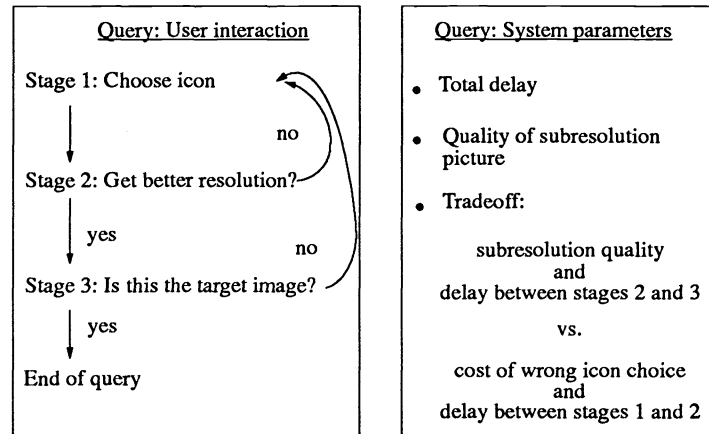 Query: User interaction
Stage 1: Choose icon
no
Stage 2: Get better resolution?
yes
no
Stage 3: Is this the target image?
yes
End of query
Query: System parameters
• Total delay
• Quality of subresolution
picture
• Tradeoff:
subresolution quality
and
delay between stages 2 and 3
vs.
cost of wrong icon choice
and
delay between stages 1 and 2